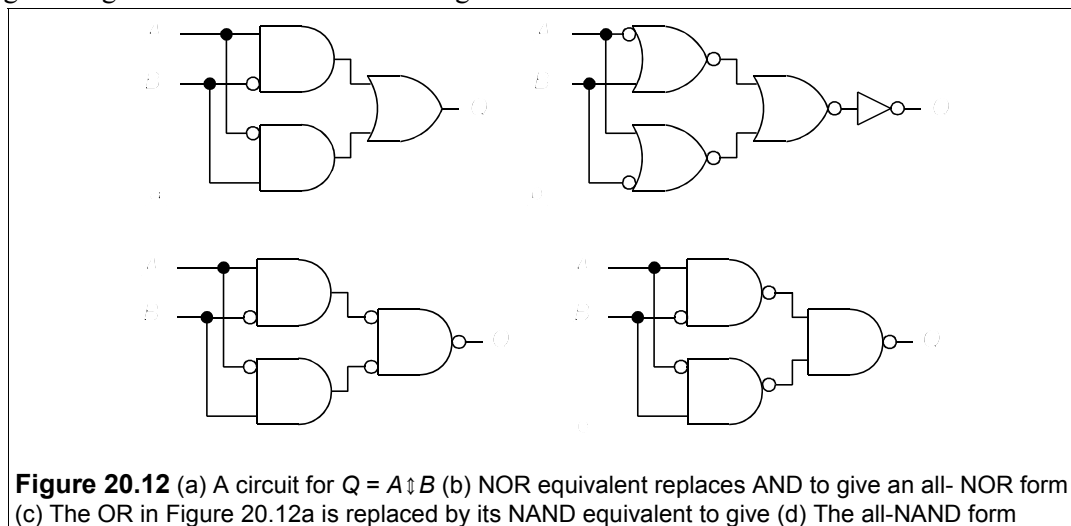 A
A
B
B
Q
Q
A
A
B
B
Q
Q
Figure 20.12 (a) A circuit for Q = A⇕B (b) NOR equivalent replaces AND to give an all- NOR form
(c) The OR in Figure 20.12a is replaced by its NAND equivalent to give (d) The all-NAND form